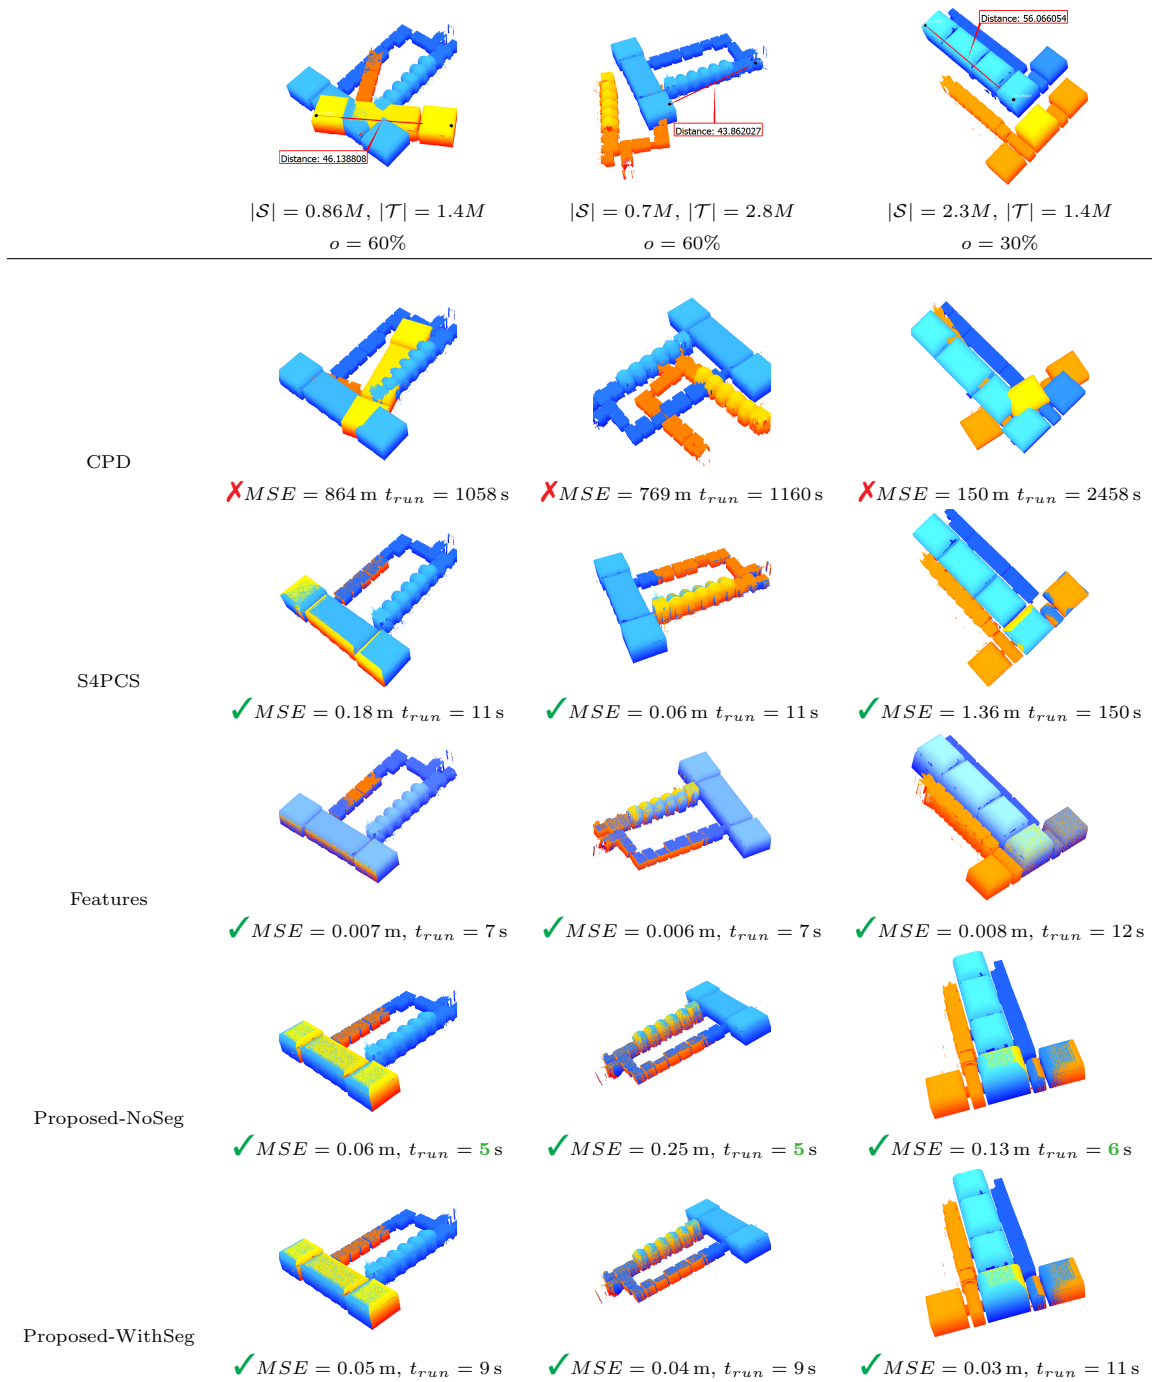 Distance: 46.138808
Distance: 43.862027
Distance: 56.066054
|S| = 0.86M, |T| = 1.4M
|S| = 0.7M, |T| = 2.8M
|S| = 2.3M, |T| = 1.4M
o = 60%
o = 60%
o = 30%
CPD
✗MSE = 864 m t_run = 1058 s
✗MSE = 769 m t_run = 1160 s
✗MSE = 150 m t_run = 2458 s
S4PCS
✓MSE = 0.18 m t_run = 11 s
✓MSE = 0.06 m t_run = 11 s
✓MSE = 1.36 m t_run = 150 s
Features
✓MSE = 0.007 m, t_run = 7 s
✓MSE = 0.006 m, t_run = 7 s
✓MSE = 0.008 m, t_run = 12 s
Proposed-NoSeg
✓MSE = 0.06 m, t_run = 5 s
✓MSE = 0.25 m, t_run = 5 s
✓MSE = 0.13 m t_run = 6 s
Proposed-WithSeg
✓MSE = 0.05 m, t_run = 9 s
✓MSE = 0.04 m, t_run = 9 s
✓MSE = 0.03 m, t_run = 11 s